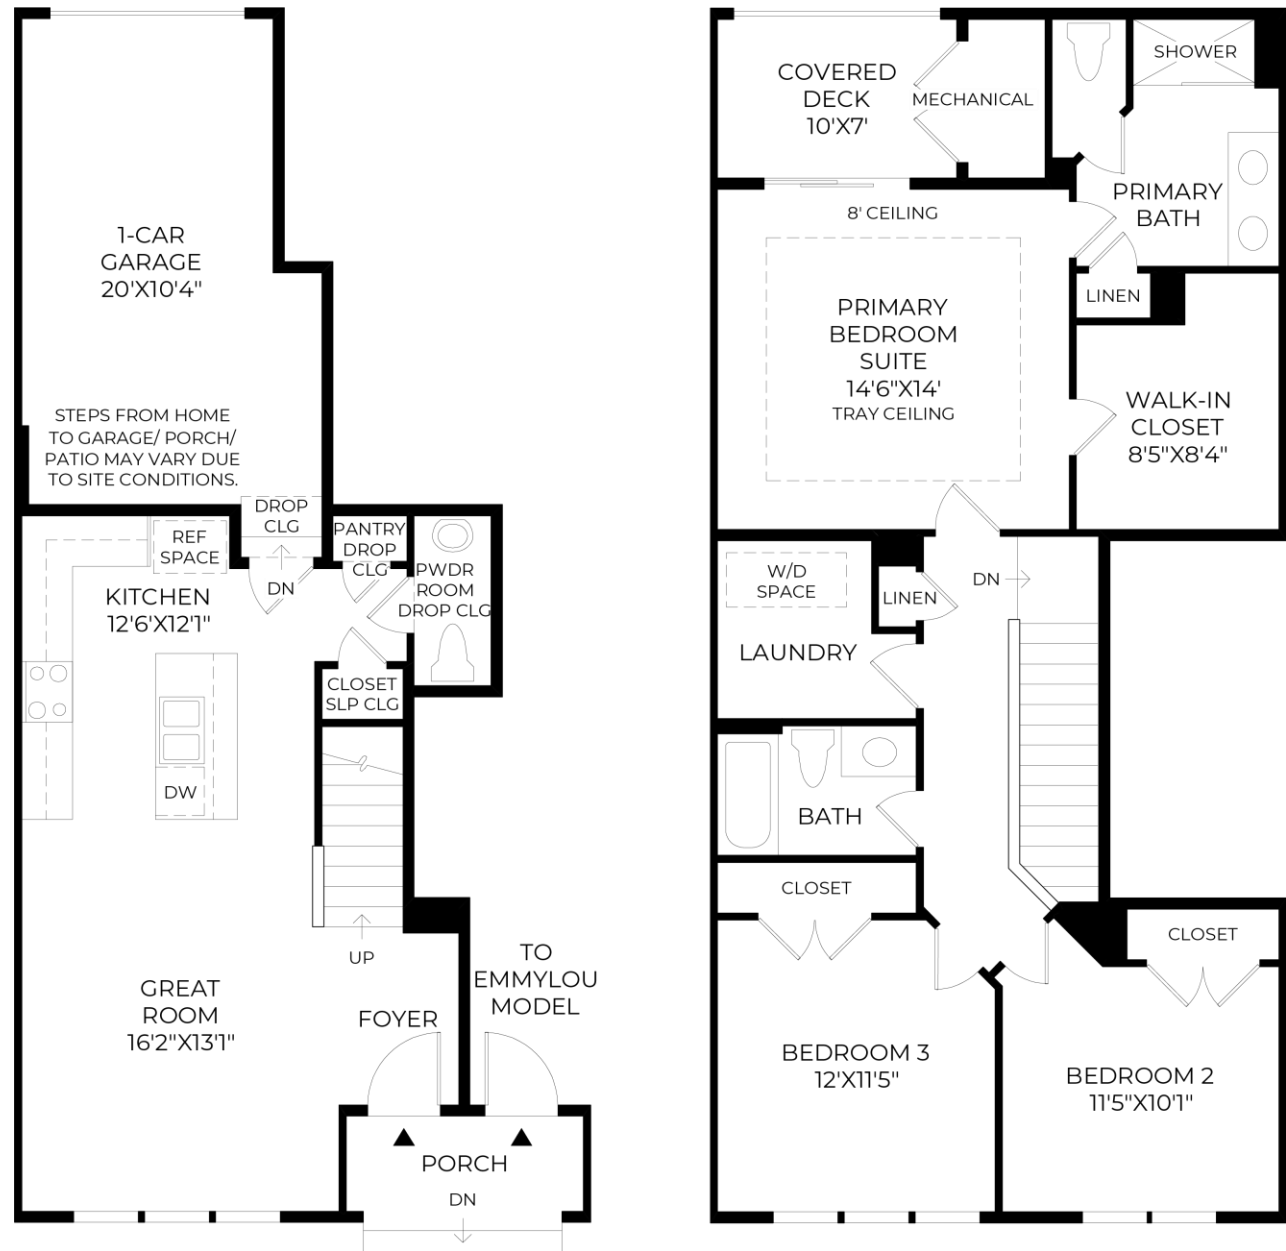 1-CAR
GARAGE
20'X10'4"
STEPS FROM HOME
TO GARAGE/ PORCH/
PATIO MAY VARY DUE
TO SITE CONDITIONS.
DROP
CLG
REF
SPACE
DN
PANTRY
DROP
CLG
PWDR
ROOM
DROP CLG
KITCHEN
12'6'X12'1"
CLOSET
SLP CLG
DW
UP
GREAT
ROOM
16'2"X13'1"
FOYER
TO
EMMYLOU
MODEL
PORCH
DN
COVERED
DECK
10'X7'
MECHANICAL
SHOWER
PRIMARY
BATH
8' CEILING
LINEN
PRIMARY
BEDROOM
SUITE
14'6"X14'
TRAY CEILING
WALK-IN
CLOSET
8'5"X8'4"
W/D
SPACE
LINEN
DN
LAUNDRY
BATH
CLOSET
CLOSET
BEDROOM 3
12'X11'5"
BEDROOM 2
11'5"X10'1"